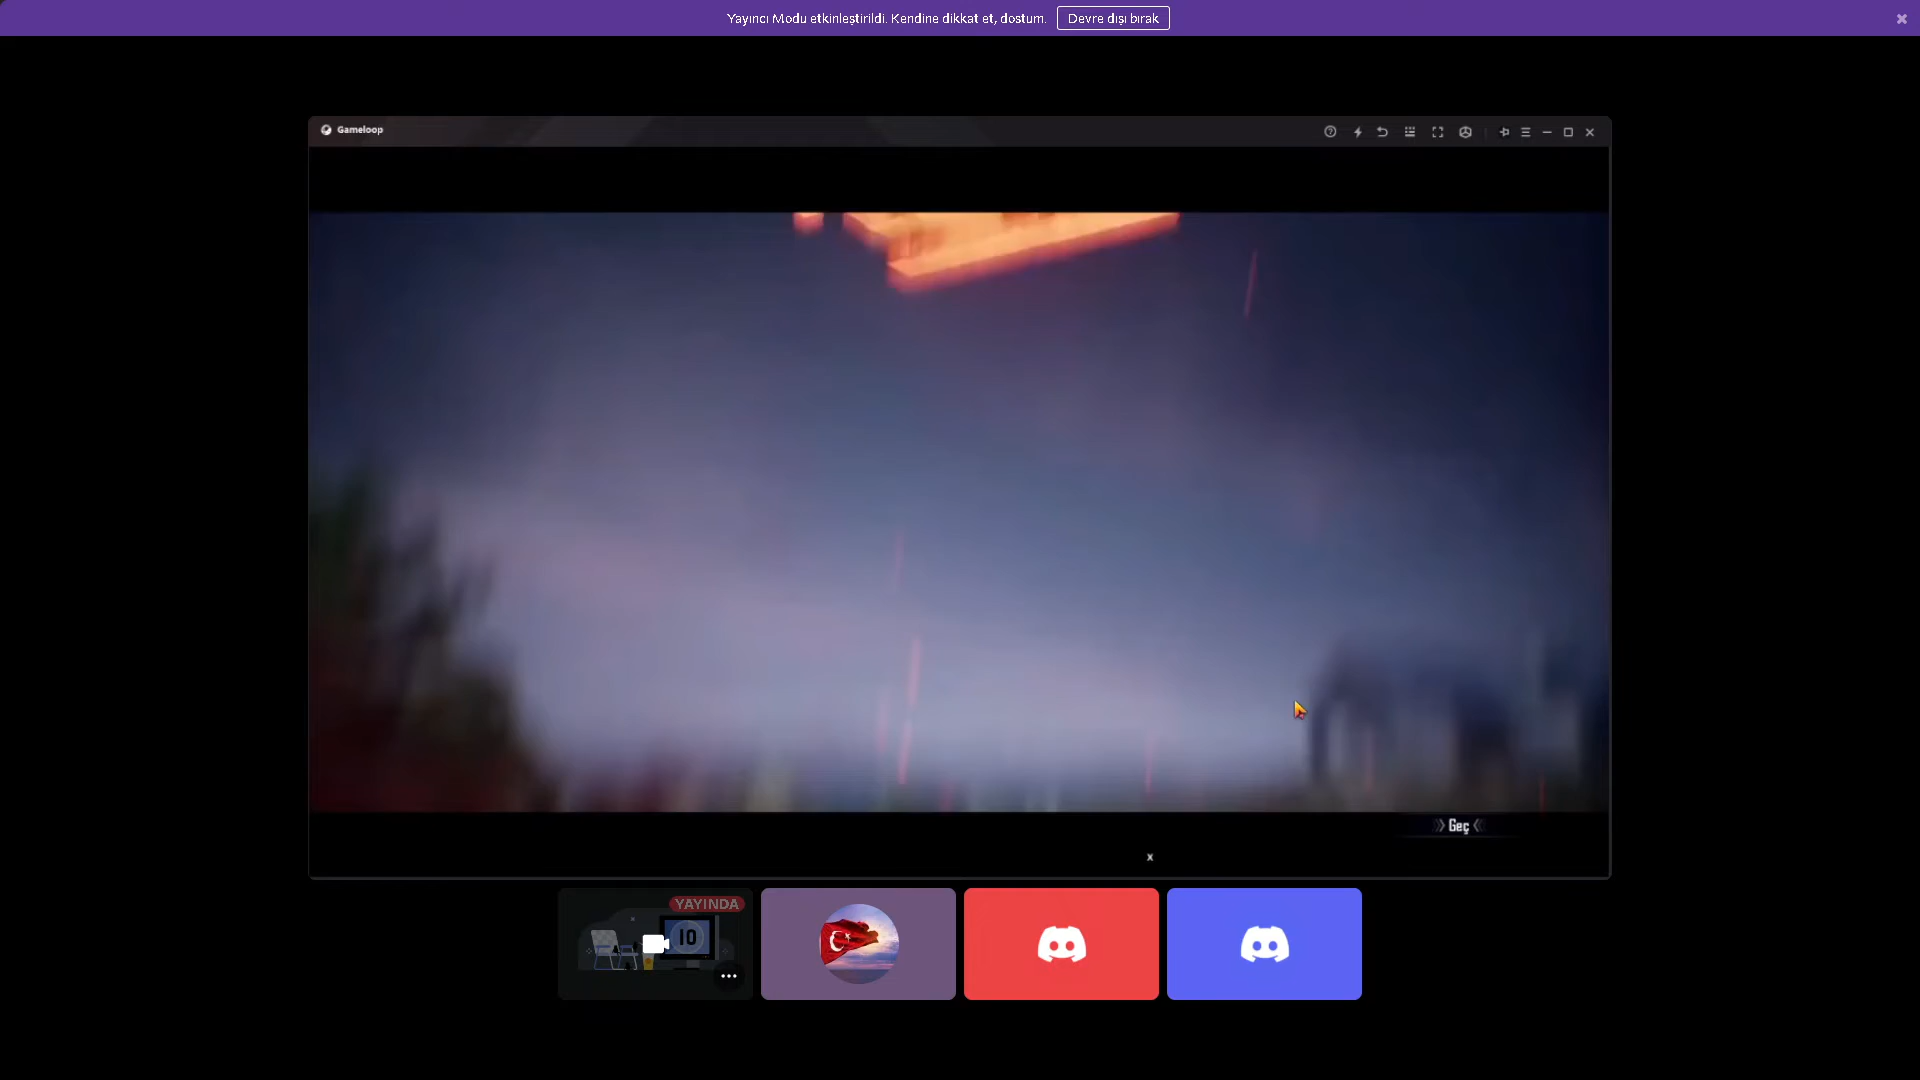 Yayıncı Modu etkinleştirildi. Kendine dikkat et, dostum. Devre dışı bırak
Gameloop
Geç
x
YAYINDA
10